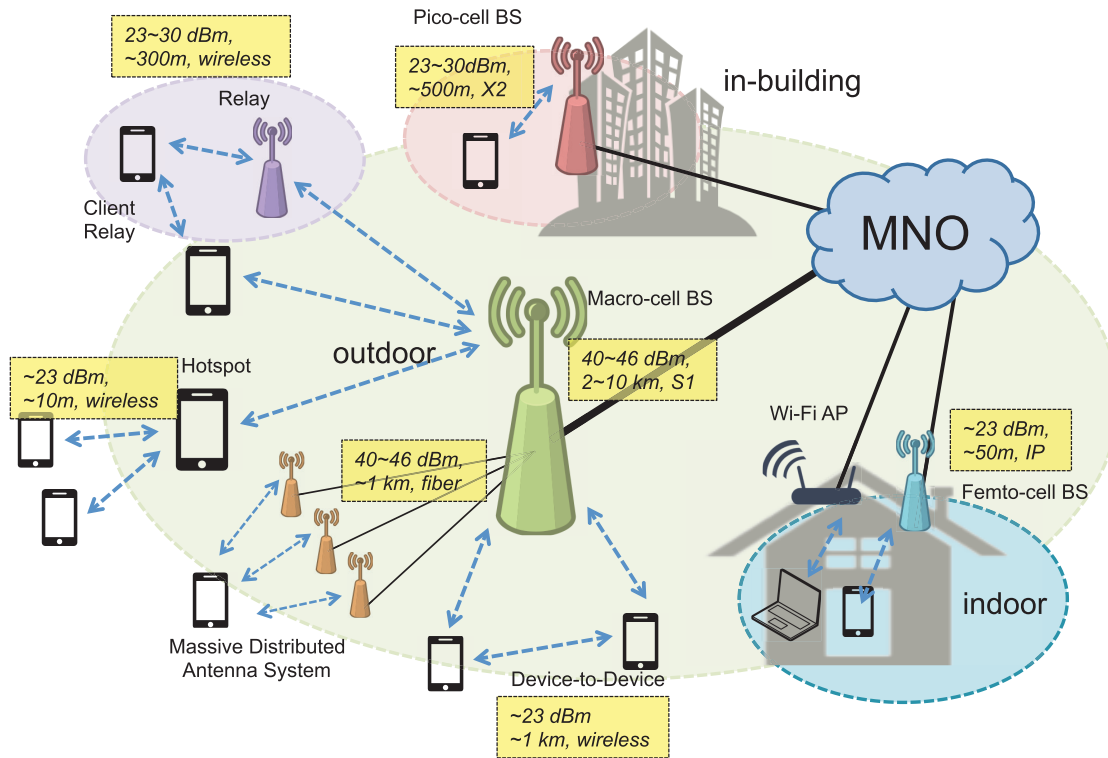 Pico-cell BS
23~30 dBm,
~300m, wireless
23~30dBm,
~500m, X2
in-building
Relay
Client
Relay
MNO
Macro-cell BS
outdoor
40~46 dBm,
2~10 km, S1
Hotspot
~23 dBm,
~10m, wireless
Wi-Fi AP
~23 dBm,
~50m, IP
40~46 dBm,
~1 km, fiber
Femto-cell BS
indoor
Massive Distributed
Antenna System
Device-to-Device
~23 dBm
~1 km, wireless